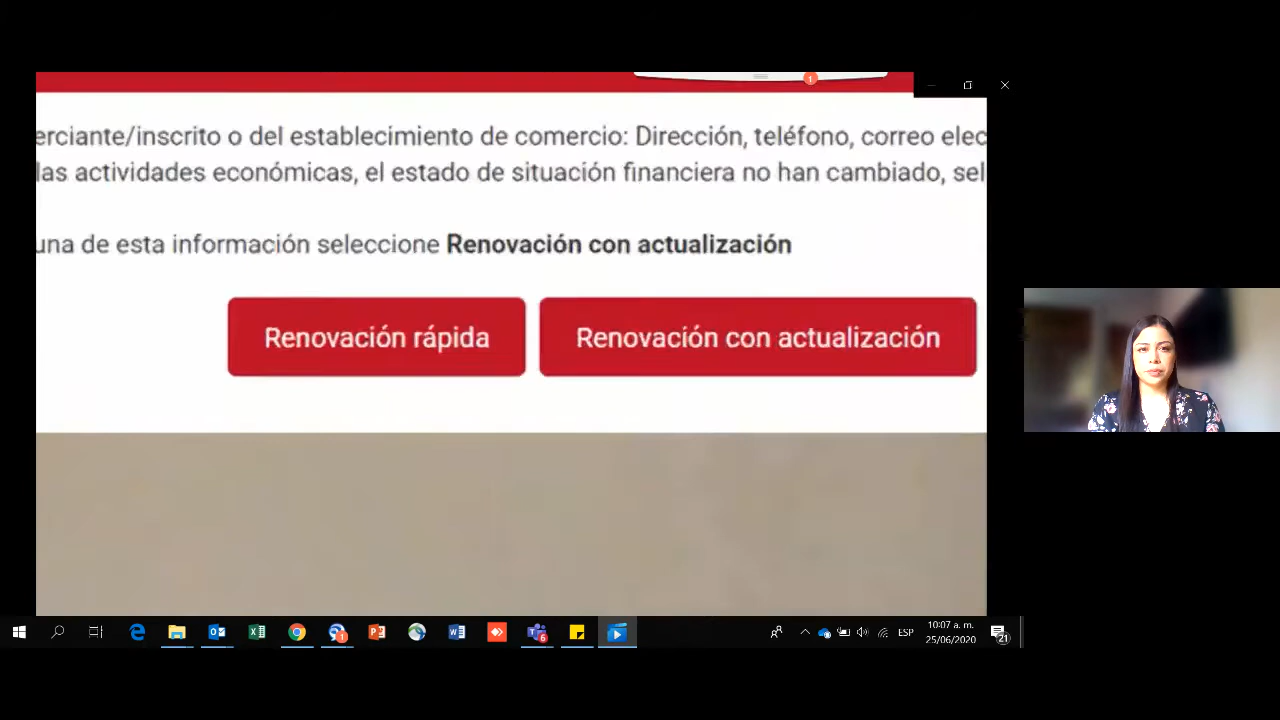 erciante/inscrito o del establecimiento de comercio: Dirección, teléfono, correo elec
las actividades económicas, el estado de situación financiera no han cambiado, sel
una de esta información seleccione Renovación con actualización
Renovación rápida
Renovación con actualización
10:07 a. m.
ESP
25/06/2020
21